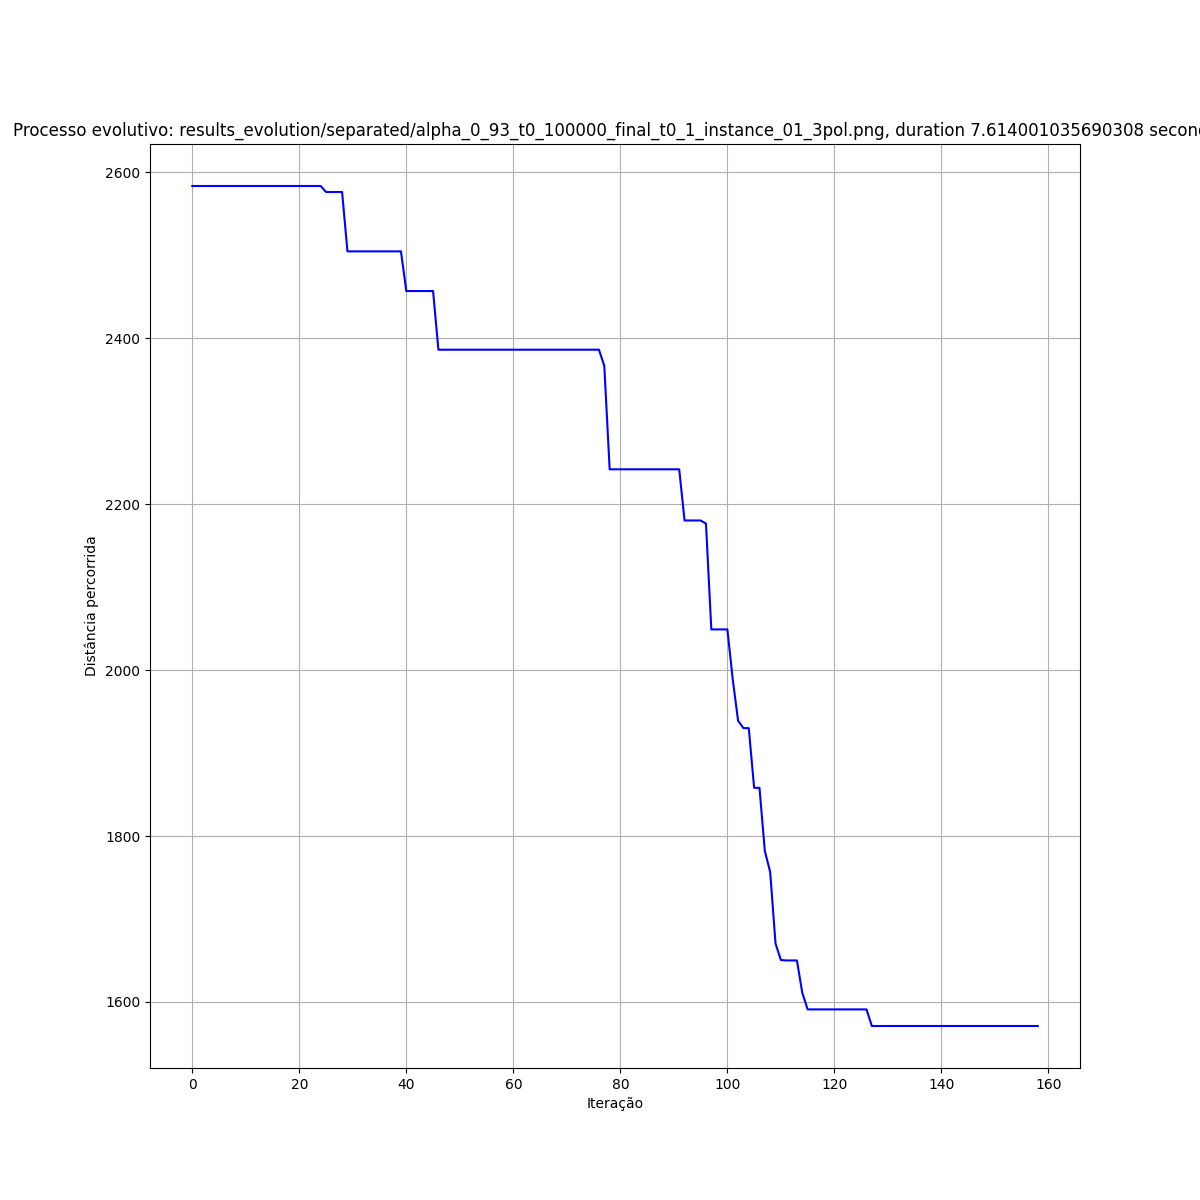 Processo evolutivo: results_evolution/separated/alpha_0_93_t0_100000_final_t0_1_instance_01_3pol.png, duration 7.614001035690308 secon
2600
2400
2200
2000
1800
1600
Distância percorrida
0 20 40 60 80 100 120 140 160
Iteração